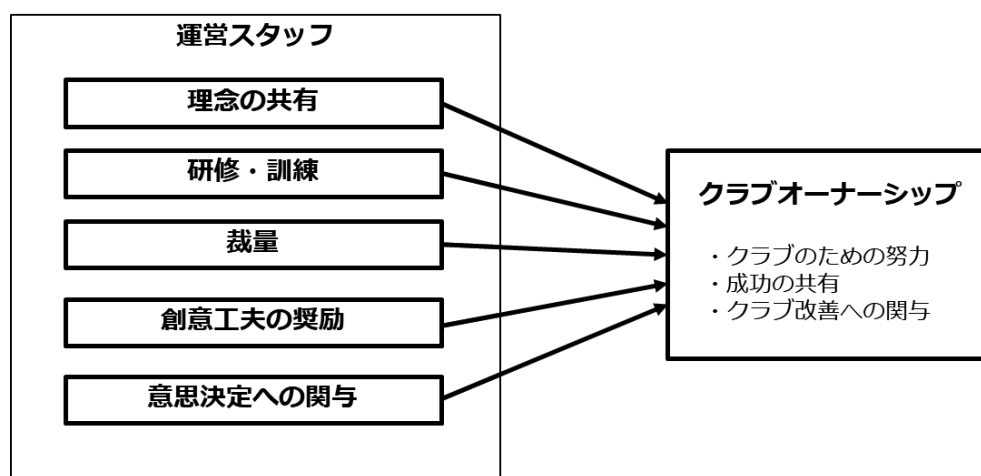 運営スタッフ
理念の共有
研修・訓練
裁量
創意工夫の奨励
意思決定への関与
クラブオーナーシップ
・クラブのための努力
・成功の共有
・クラブ改善への関与